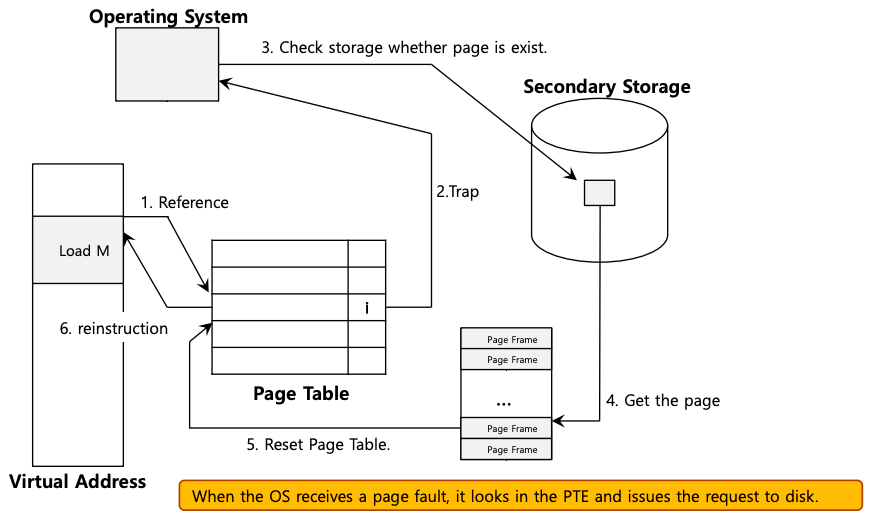 Operating System
3. Check storage whether page is exist.
Secondary Storage
2.Trap
1. Reference
Load M
i
6. reinstruction
Page Frame
Page Frame
...
Page Frame
Page Frame
4. Get the page
Page Table
5. Reset Page Table.
Virtual Address
When the OS receives a page fault, it looks in the PTE and issues the request to disk.